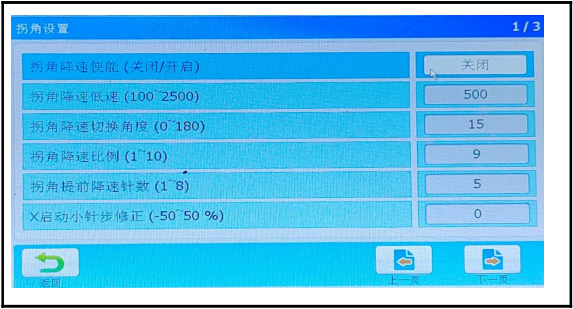 拐角设置 1/3
拐角降速使能 (关闭/开启) 关闭
拐角降速低速 (100~2500) 500
拐角降速切换角度 (0~180) 15
拐角降速比例 (1~10) 9
拐角提前降速针数 (1~8) 5
X启动小针步修正 (-50~50 %) 0
返回 上一页 下一页